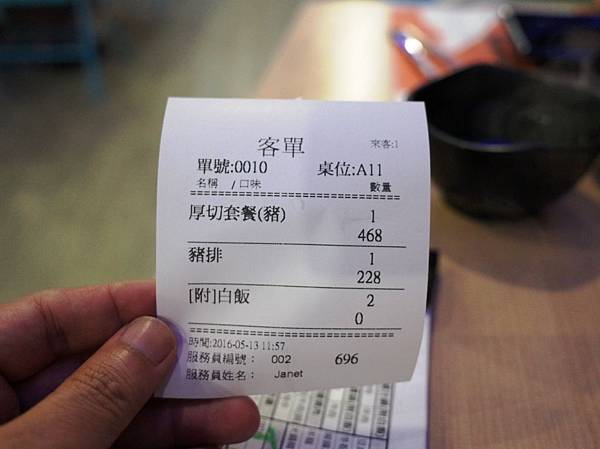 客單 來客:1
單號:0010 桌位:A11
名稱 /口味 數量
================================
厚切套餐(豬) 1
468
豬排 1
228
[附]白飯 2
0
================================
時間:2016-05-13 11:57
服務員編號： 002 696
服務員姓名： Janet